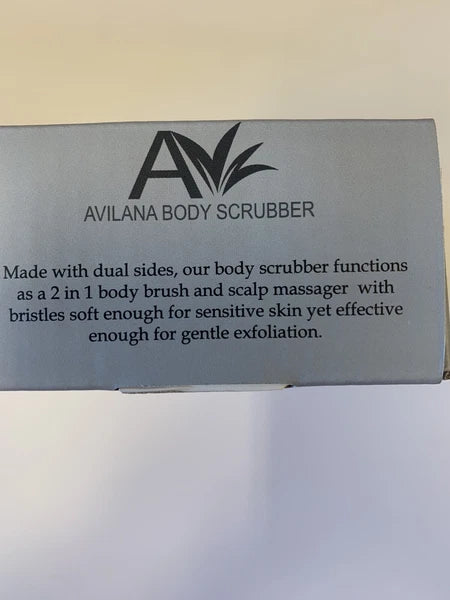 AV
AVILANA BODY SCRUBBER
Made with dual sides, our body scrubber functions
as a 2 in 1 body brush and scalp massager with
bristles soft enough for sensitive skin yet effective
enough for gentle exfoliation.